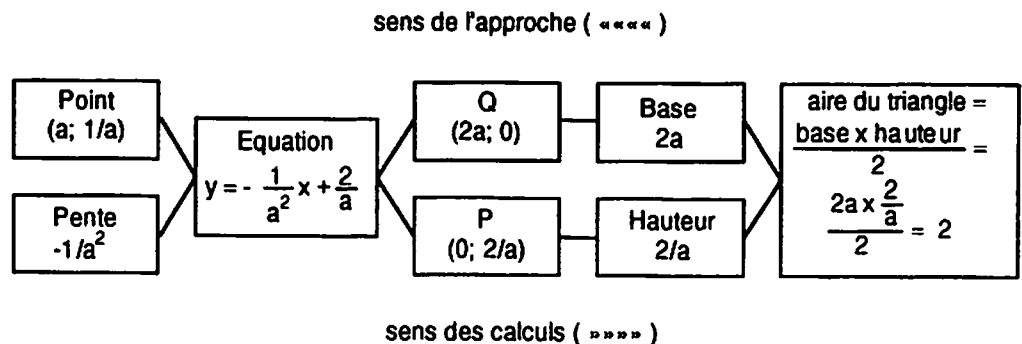 sens de l'approche ( «««« )
Point
(a; 1/a)
Pente
-1/a²
Equation
y = - 1/a² x + 2/a
Q
(2a; 0)
P
(0; 2/a)
Base
2a
Hauteur
2/a
aire du triangle =
base x hauteur / 2 =
2a x 2/a / 2 = 2
sens des calculs ( »»»» )